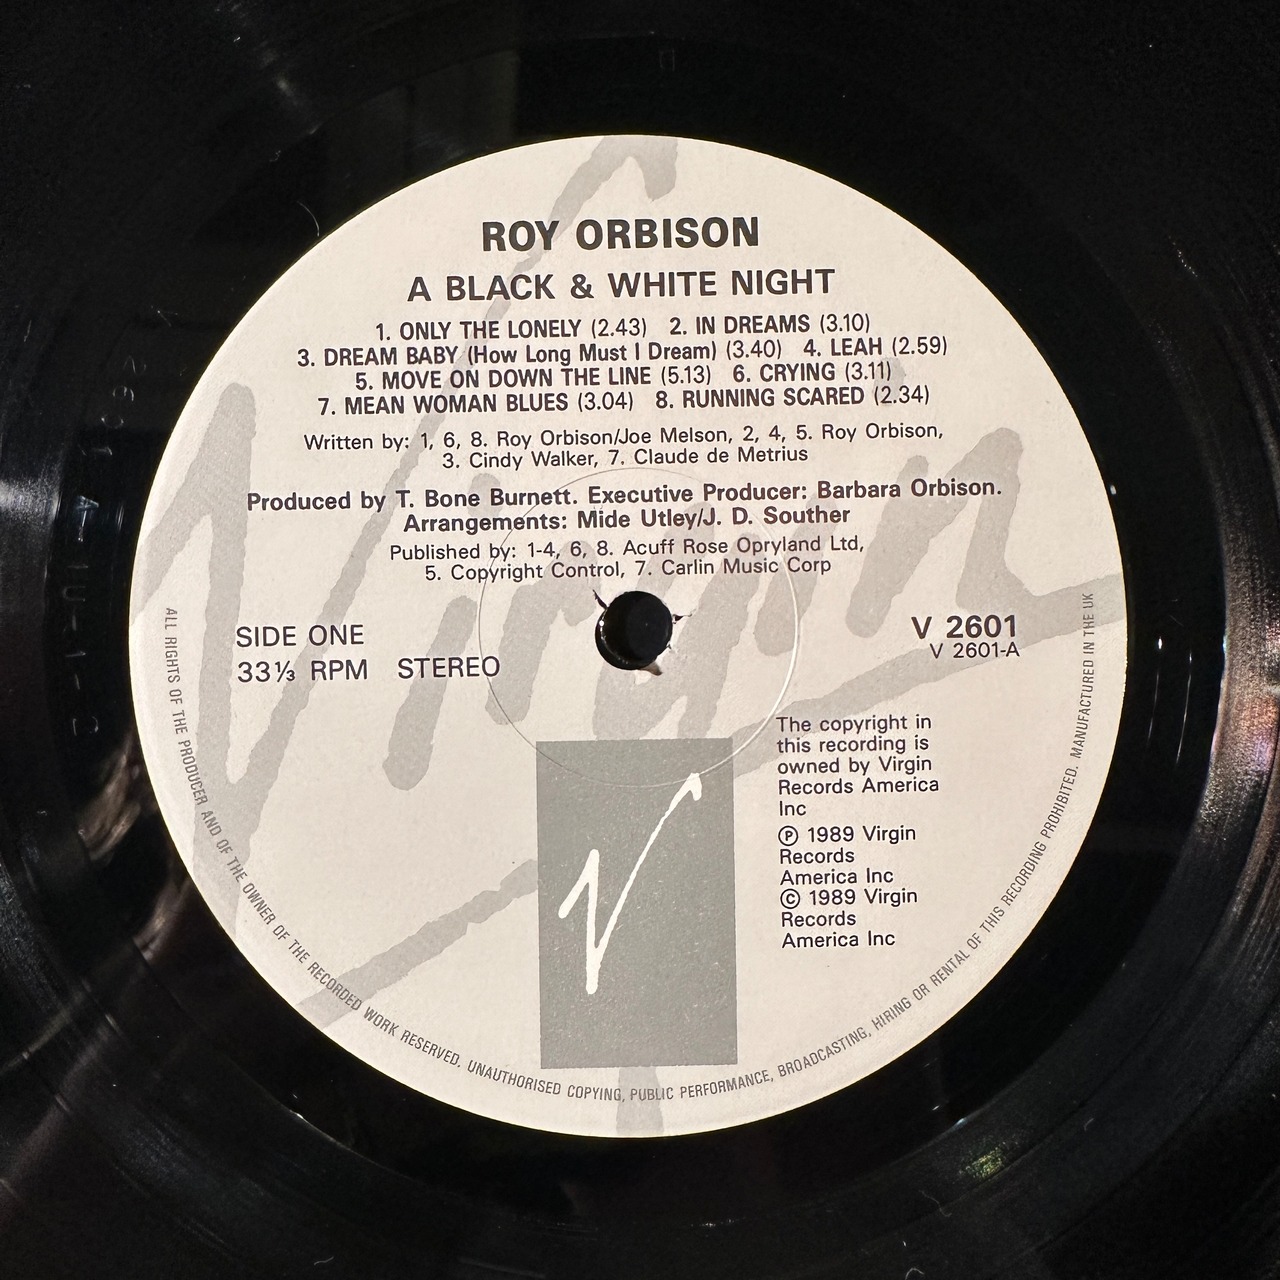 ROY ORBISON
A BLACK & WHITE NIGHT
1. ONLY THE LONELY (2.43) 2. IN DREAMS (3.10)
3. DREAM BABY (How Long Must I Dream) (3.40) 4. LEAH (2.59)
5. MOVE ON DOWN THE LINE (5.13) 6. CRYING (3.11)
7. MEAN WOMAN BLUES (3.04) 8. RUNNING SCARED (2.34)
Written by: 1, 6, 8. Roy Orbison/Joe Melson, 2, 4, 5. Roy Orbison,
3. Cindy Walker, 7. Claude de Metrius
Produced by T. Bone Burnett. Executive Producer: Barbara Orbison.
Arrangements: Mide Utley/J. D. Souther
Published by: 1-4, 6, 8. Acuff Rose Opryland Ltd,
5. Copyright Control, 7. Carlin Music Corp
Virgin
SIDE ONE
33⅓ RPM STEREO
V 2601
V 2601-A
The copyright in
this recording is
owned by Virgin
Records America
Inc
℗ 1989 Virgin
Records
America Inc
© 1989 Virgin
Records
America Inc
V
ALL RIGHTS OF THE PRODUCER AND OF THE OWNER OF THE RECORDED WORK RESERVED. UNAUTHORISED COPYING, PUBLIC PERFORMANCE, BROADCASTING, HIRING OR RENTAL OF THIS RECORDING PROHIBITED. MANUFACTURED IN THE UK